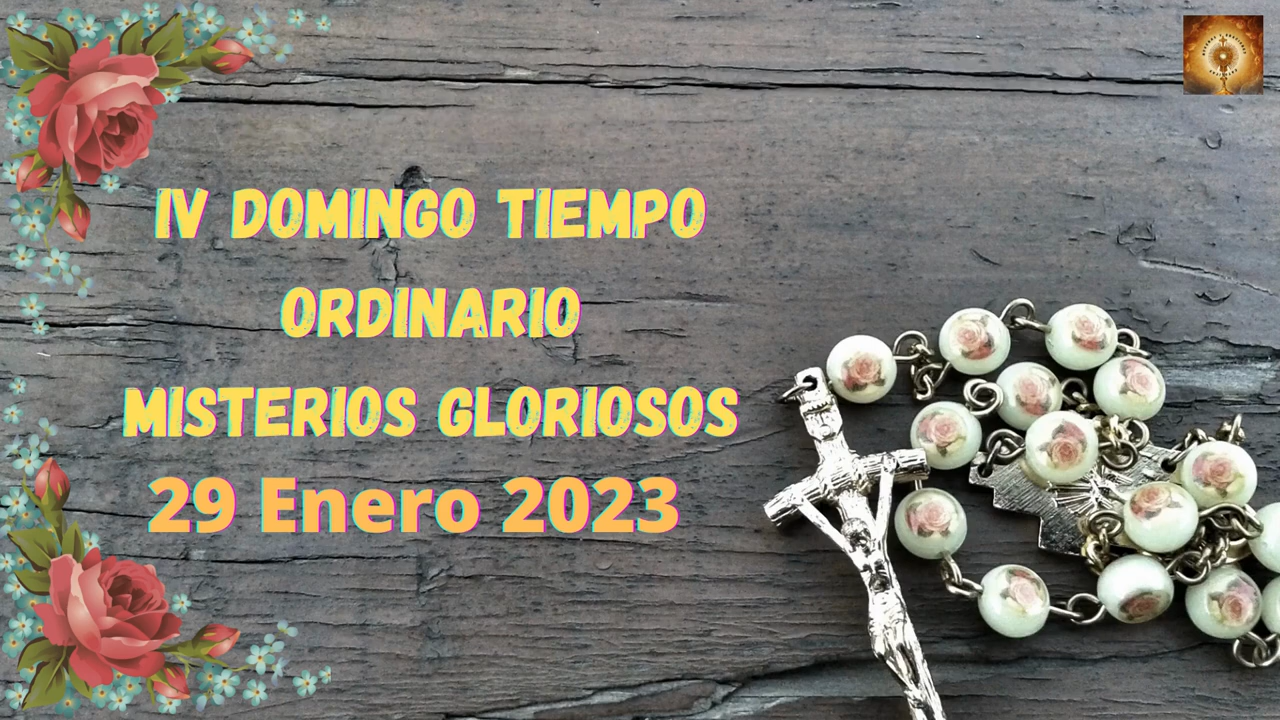 IV DOMINGO TIEMPO
ORDINARIO
MISTERIOS GLORIOSOS
29 Enero 2023